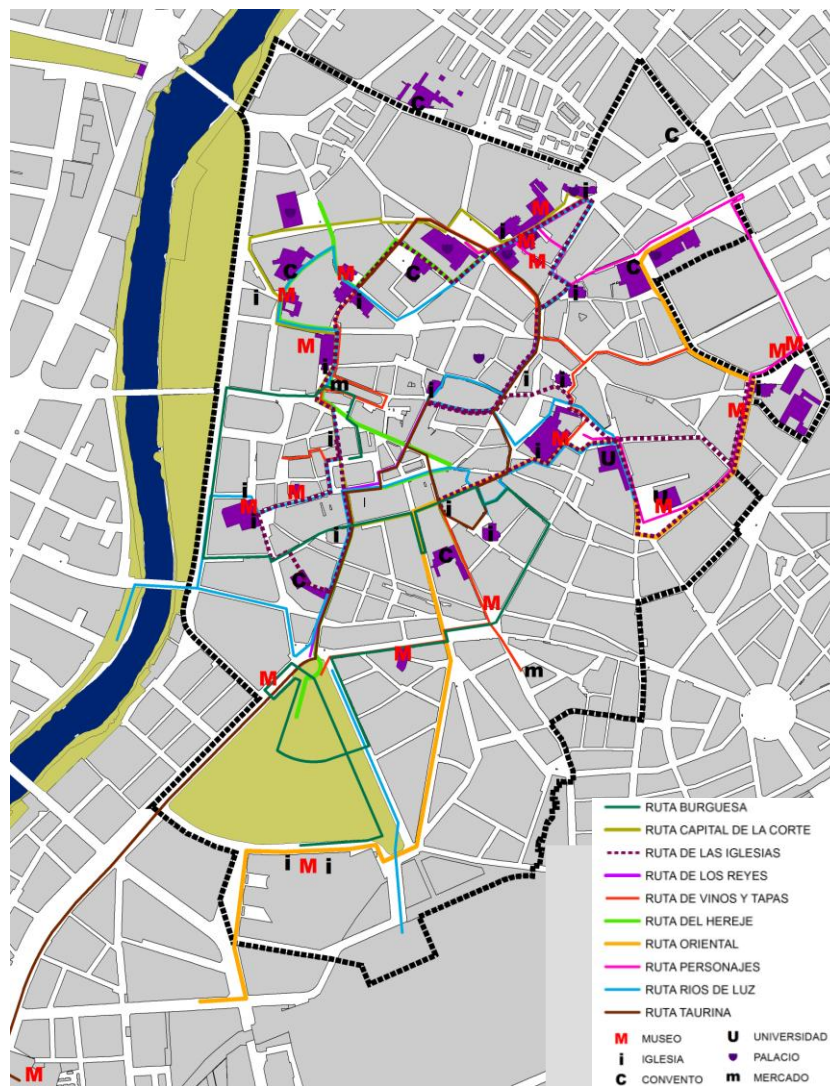 C
C
i
M
i
M
M
C M C C
M i i i
M M M
i
m i i i i
M
i M i
U
i M U
M i M
i i i
C
C
M
M
M m
i M i
RUTA BURGUESA
RUTA CAPITAL DE LA CORTE
RUTA DE LAS IGLESIAS
RUTA DE LOS REYES
RUTA DE VINOS Y TAPAS
RUTA DEL HEREJE
RUTA ORIENTAL
RUTA PERSONAJES
RUTA RIOS DE LUZ
RUTA TAURINA
M MUSEO U UNIVERSIDAD
i IGLESIA PALACIO
C CONVENTO m MERCADO
M